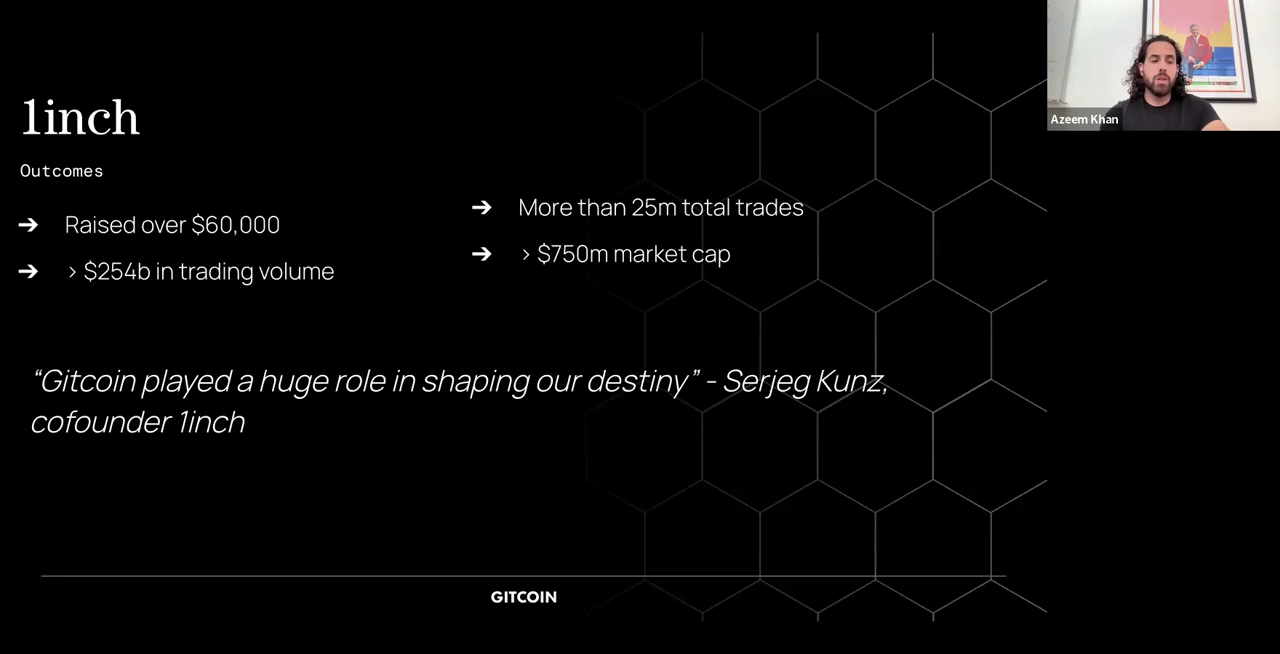 1inch
Outcomes
➔ Raised over $60,000
➔ > $254b in trading volume
➔ More than 25m total trades
➔ > $750m market cap
“Gitcoin played a huge role in shaping our destiny” - Serjeg Kunz,
cofounder 1inch
GITCOIN
Azeem Khan